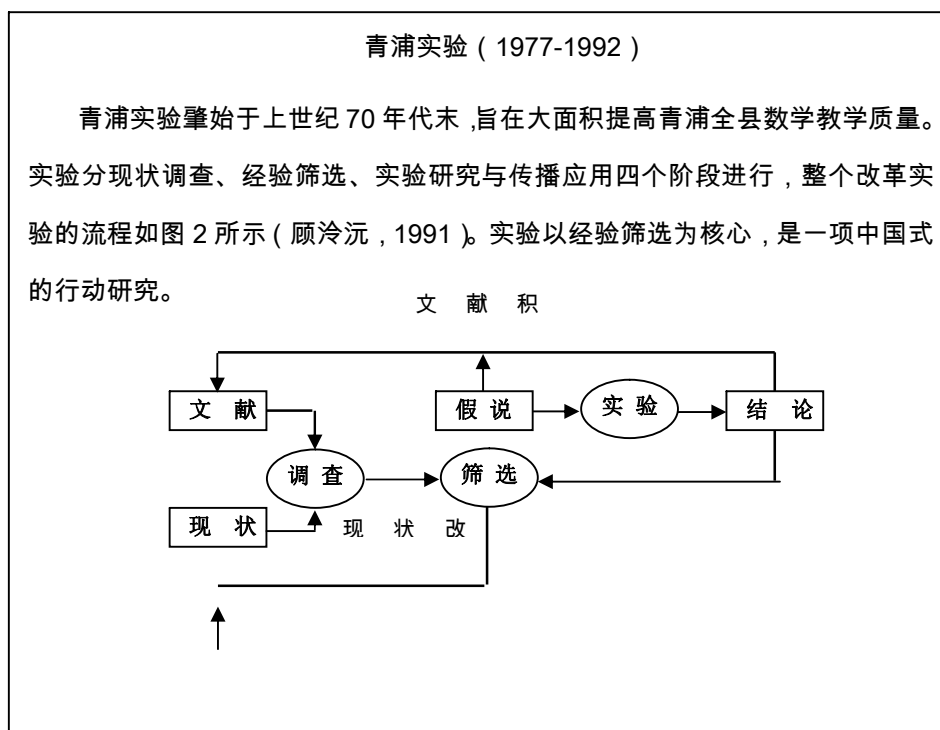 青浦实验（1977-1992）
青浦实验肇始于上世纪 70 年代末 ,旨在大面积提高青浦全县数学教学质量。
实验分现状调查、经验筛选、实验研究与传播应用四个阶段进行，整个改革实
验的流程如图 2 所示（顾泠沅，1991）。实验以经验筛选为核心，是一项中国式
的行动研究。
文 献 积
文 献
假 说
实 验
结 论
调 查
筛 选
现 状
现 状 改